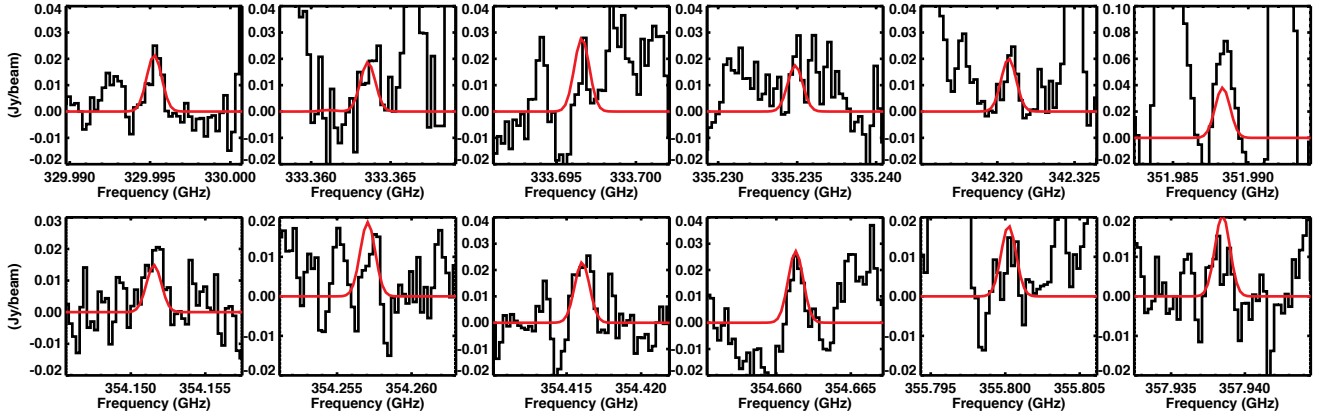 0.04 0.04 0.04 0.04 0.04 0.10
0.03 0.03 0.03 0.03 0.03 0.08
0.02 0.02 0.02 0.02 0.02 0.06
0.01 0.01 0.01 0.01 0.01 0.04
0.00 0.00 0.00 0.00 0.00 0.02
-0.01 -0.01 -0.01 -0.01 -0.01 0.00
-0.02 -0.02 -0.02 -0.02 -0.02 0.02
(Jy/beam)
329.990 329.995 330.000 333.360 333.365 333.695 333.700 335.230 335.235 335.240 342.320 342.325 351.985 351.990
Frequency (GHz) Frequency (GHz) Frequency (GHz) Frequency (GHz) Frequency (GHz) Frequency (GHz)
0.03 0.02 0.04 0.04 0.02 0.02
0.02 0.01 0.03 0.03 0.01 0.01
0.01 0.00 0.02 0.02 0.00 0.00
0.00 -0.01 0.01 0.01 -0.01 -0.01
-0.01 -0.02 0.00 0.00 -0.02 -0.02
-0.02 -0.01 -0.01
-0.02 -0.02
(Jy/beam)
354.150 354.155 354.255 354.260 354.415 354.420 354.660 354.665 355.795 355.800 355.805 357.935 357.940
Frequency (GHz) Frequency (GHz) Frequency (GHz) Frequency (GHz) Frequency (GHz) Frequency (GHz)